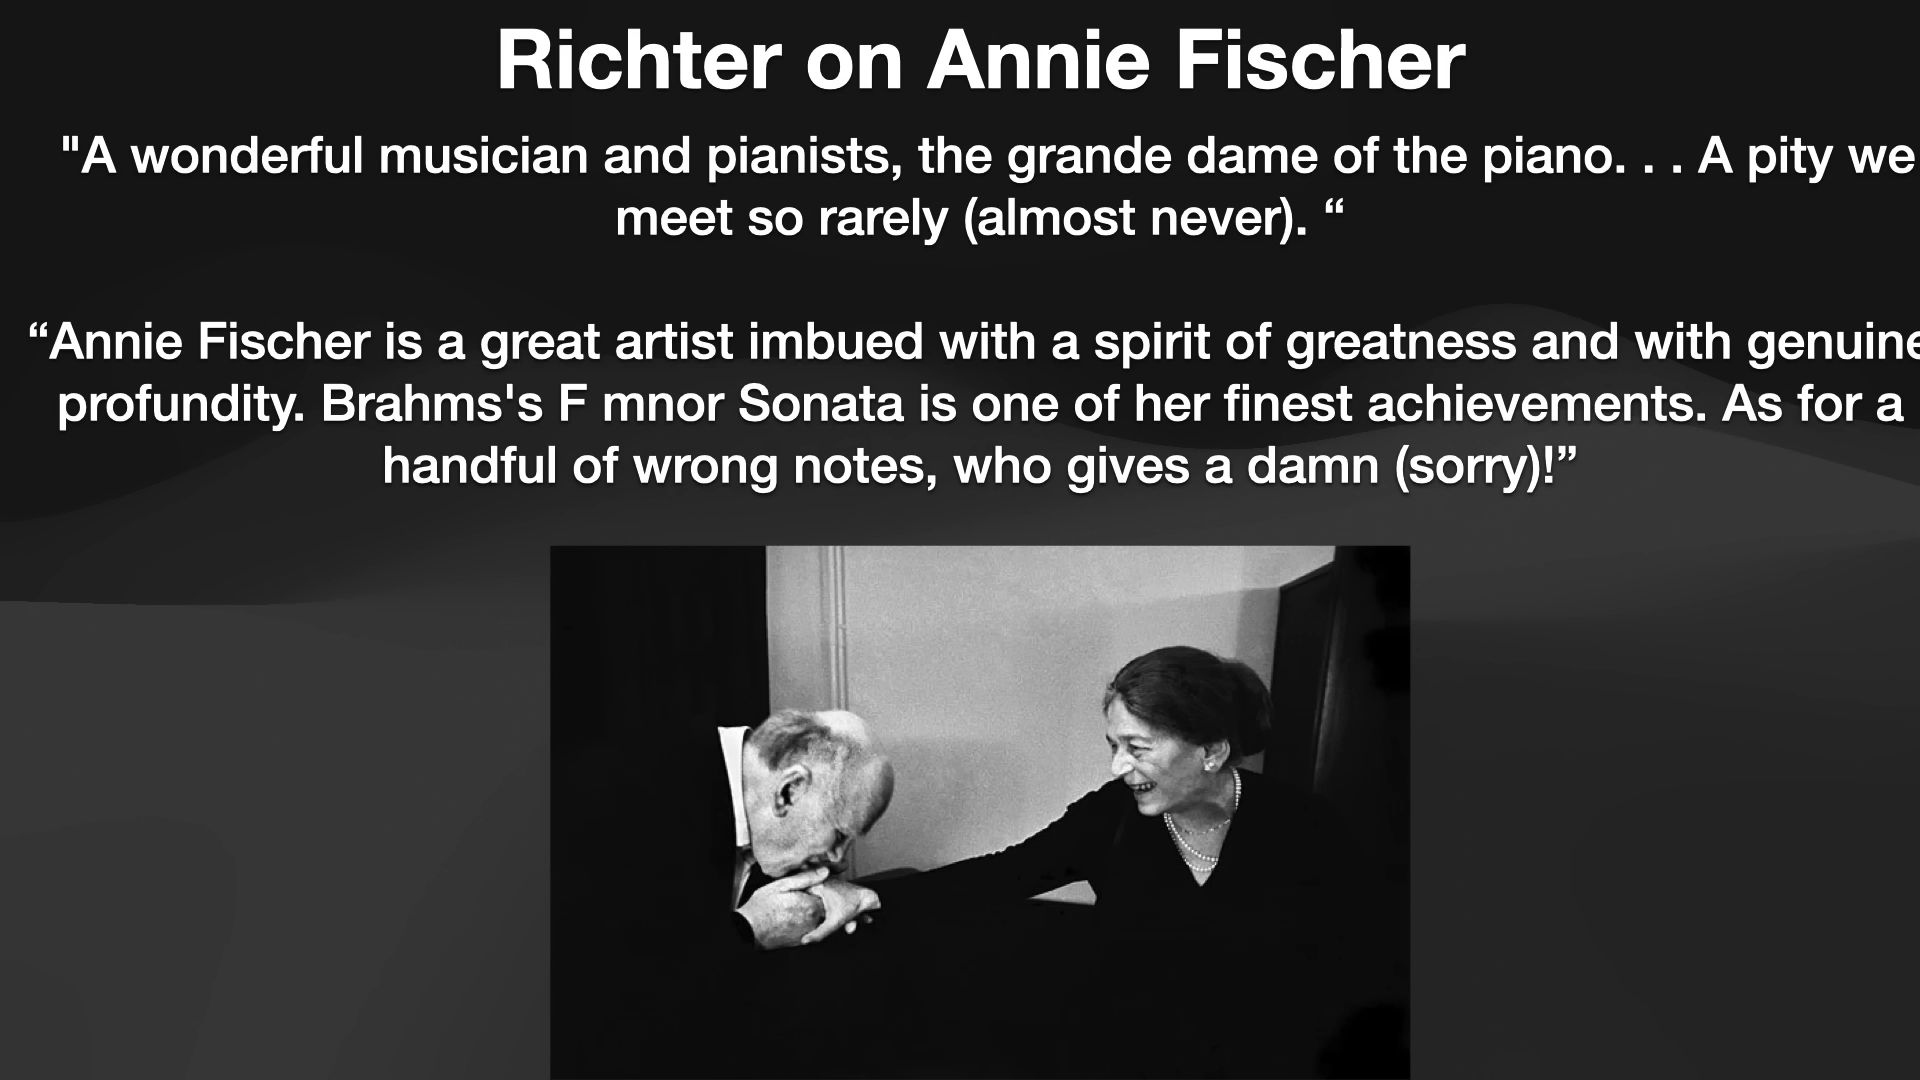 Richter on Annie Fischer
"A wonderful musician and pianists, the grande dame of the piano. . . A pity we
meet so rarely (almost never). “
“Annie Fischer is a great artist imbued with a spirit of greatness and with genuine
profundity. Brahms's F mnor Sonata is one of her finest achievements. As for a
handful of wrong notes, who gives a damn (sorry)!”